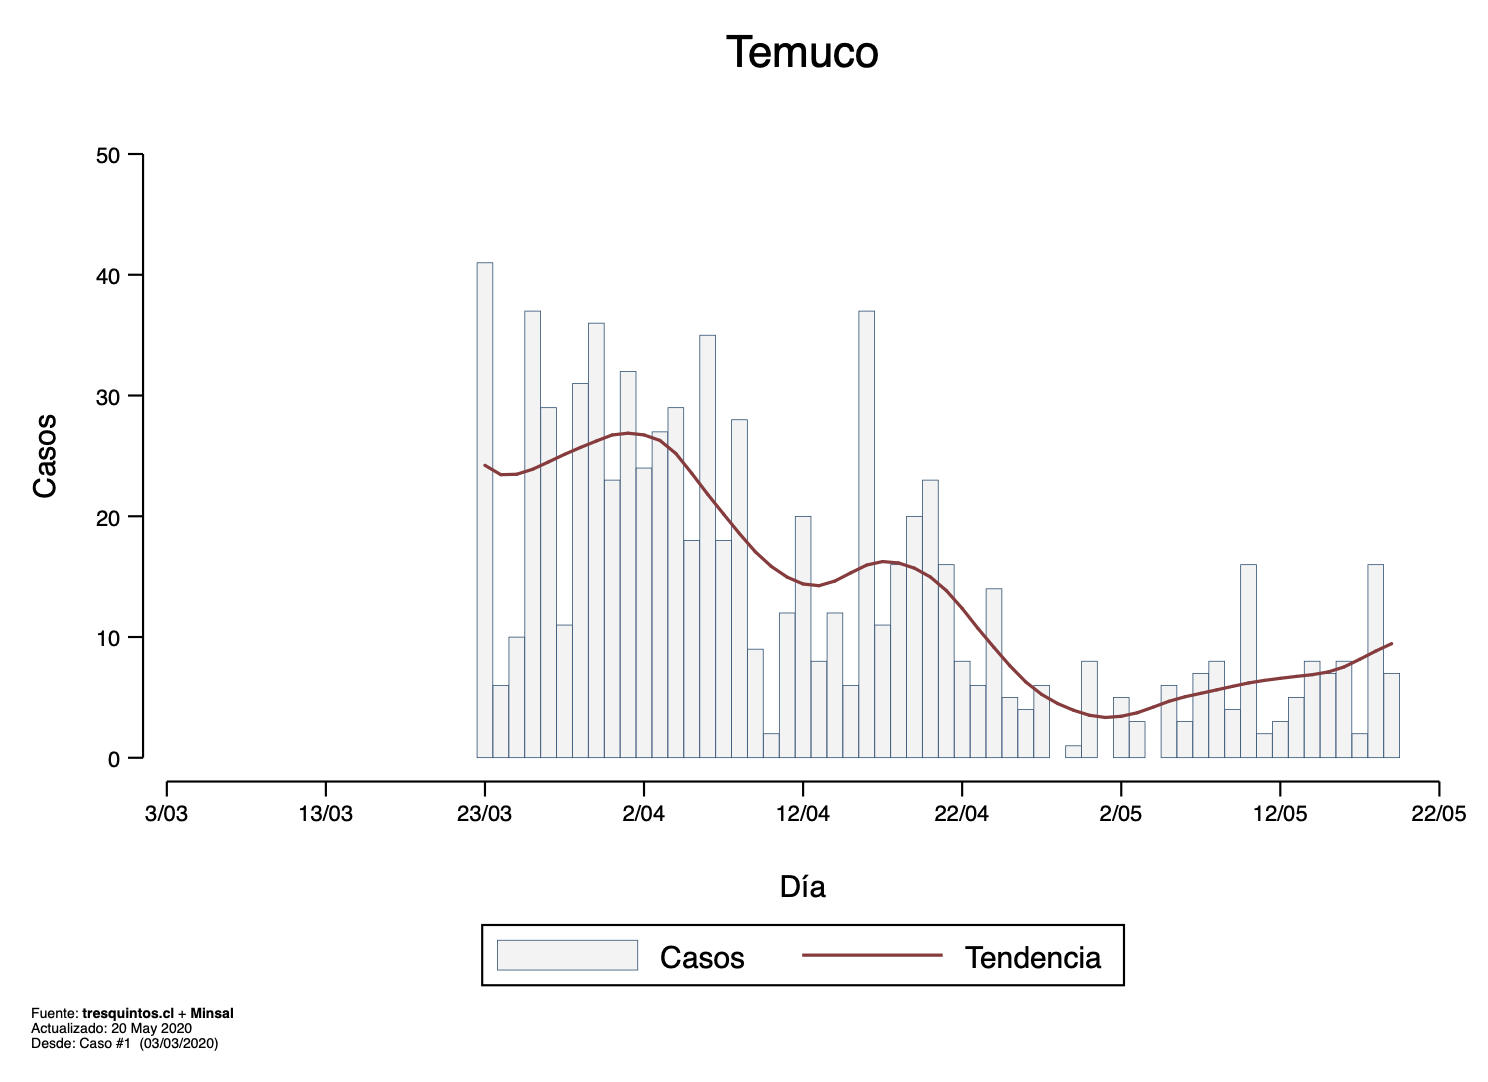 Temuco
50
40
30
20
10
0
Casos
3/03 13/03 23/03 2/04 12/04 22/04 2/05 12/05 22/05
Día
Casos Tendencia
Fuente: tresquintos.cl + Minsal
Actualizado: 20 May 2020
Desde: Caso #1 (03/03/2020)